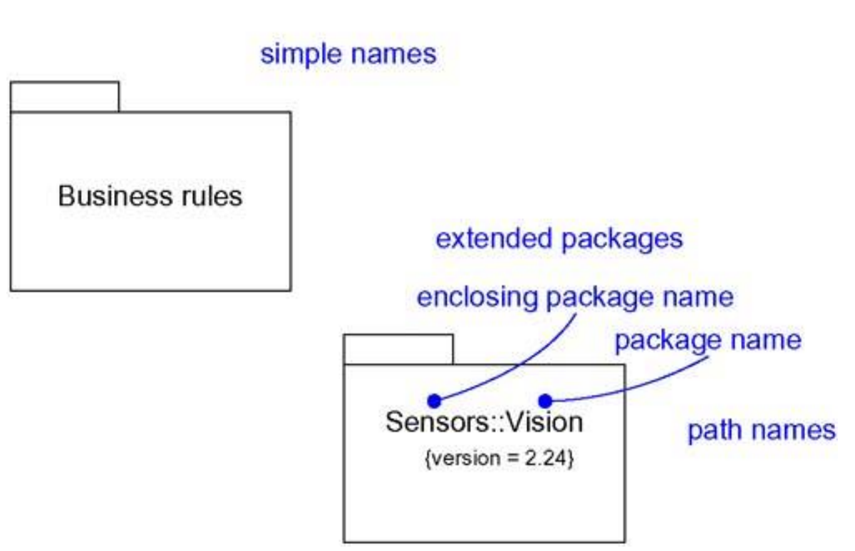 simple names
Business rules
extended packages
enclosing package name
package name
Sensors::Vision
path names
{version = 2.24}